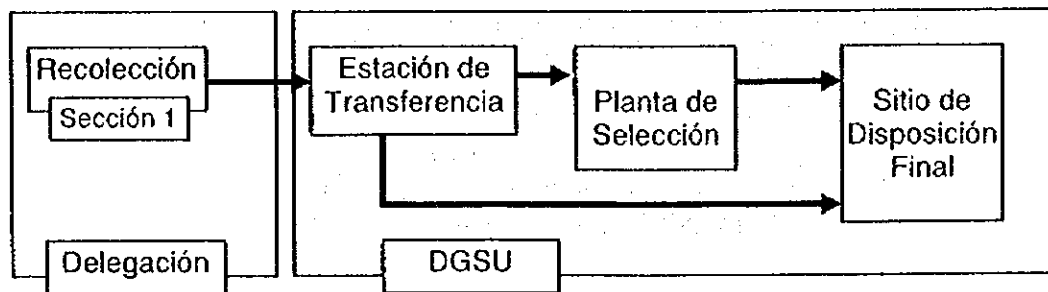 Recolección
Sección 1
Delegación
Estación de
Transferencia
Planta de
Selección
Sitio de
Disposición
Final
DGSU